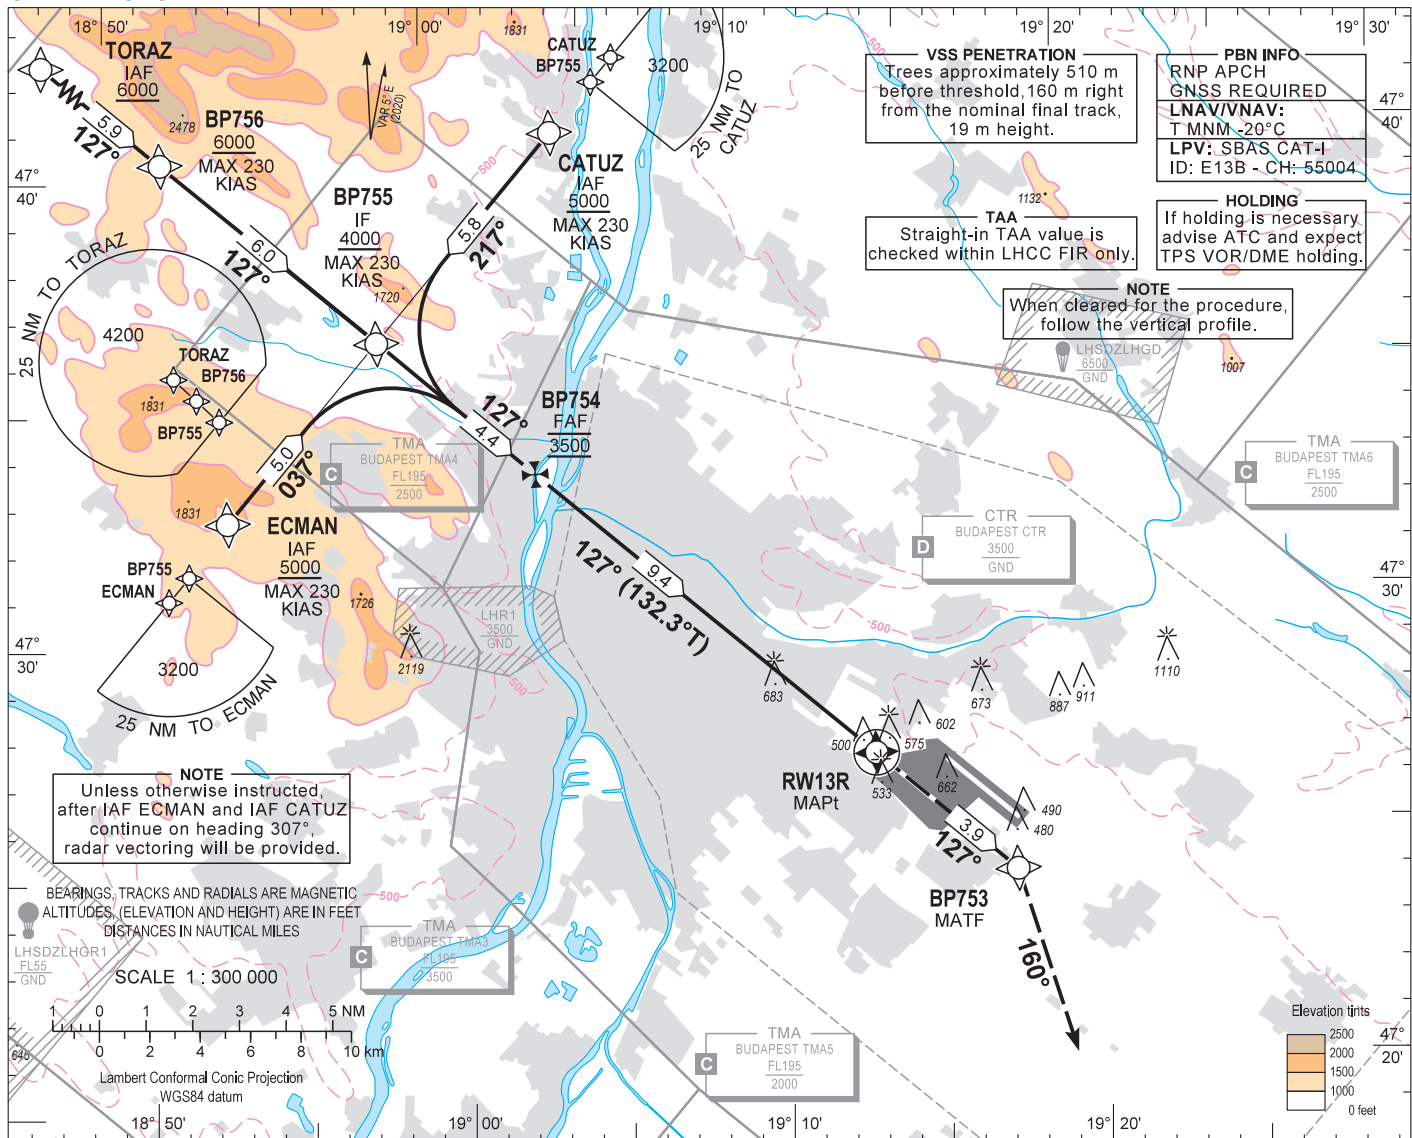 18° 50'
19° 00'
19° 10'
19° 20'
19° 30'
TORAZ
IAF
6000
2478
5.9
127°
BP756
6000
MAX 230
KIAS
VAR 5° E
(2020)
1831
CATUZ
BP755
3200
25 NM TO
CATUZ
CATUZ
IAF
5000
MAX 230
KIAS
5.8
217°
BP755
IF
4000
MAX 230
KIAS
1720
6.0
127°
VSS PENETRATION
Trees approximately 510 m
before threshold,160 m right
from the nominal final track,
19 m height.
PBN INFO
RNP APCH
GNSS REQUIRED
LNAV/VNAV:
T MNM -20°C
LPV: SBAS CAT-I
ID: E13B - CH: 55004
47°
40'
47°
40'
1132
TAA
Straight-in TAA value is
checked within LHCC FIR only.
HOLDING
If holding is necessary
advise ATC and expect
TPS VOR/DME holding.
NOTE
When cleared for the procedure,
follow the vertical profile.
LHSDZLHGD
6500
GND
1007
25 NM TO TORAZ
4200
TORAZ
BP756
BP755
1831
500
500
127°
4.4
BP754
FAF
3500
5.0
037°
TMA
BUDAPEST TMA4
FL195
2500
C
TMA
BUDAPEST TMA6
FL195
2500
C
CTR
BUDAPEST CTR
3500
GND
D
1831
ECMAN
IAF
5000
MAX 230
KIAS
BP755
ECMAN
3200
25 NM TO ECMAN
1726
2119
LHR1
3500
GND
500
127° (132.3°T)
9.4
500
47°
30'
47°
30'
683
673
887
911
1110
602
500
575
533
662
490
480
RW13R
MAPt
3.9
127°
BP753
MATF
160°
NOTE
Unless otherwise instructed,
after IAF ECMAN and IAF CATUZ
continue on heading 307°,
radar vectoring will be provided.
BEARINGS, TRACKS AND RADIALS ARE MAGNETIC
ALTITUDES, (ELEVATION AND HEIGHT) ARE IN FEET
DISTANCES IN NAUTICAL MILES
500
LHSDZLHGR1
FL55
GND
SCALE 1 : 300 000
1 0 1 2 3 4 5 NM
0 2 4 6 8 10 km
646
Lambert Conformal Conic Projection
WGS84 datum
TMA
BUDAPEST TMA3
FL195
3500
C
TMA
BUDAPEST TMA5
FL195
2000
C
Elevation tints
2500
2000
1500
1000
0 feet
47°
20'
18° 50'
19° 00'
19° 10'
19° 20'